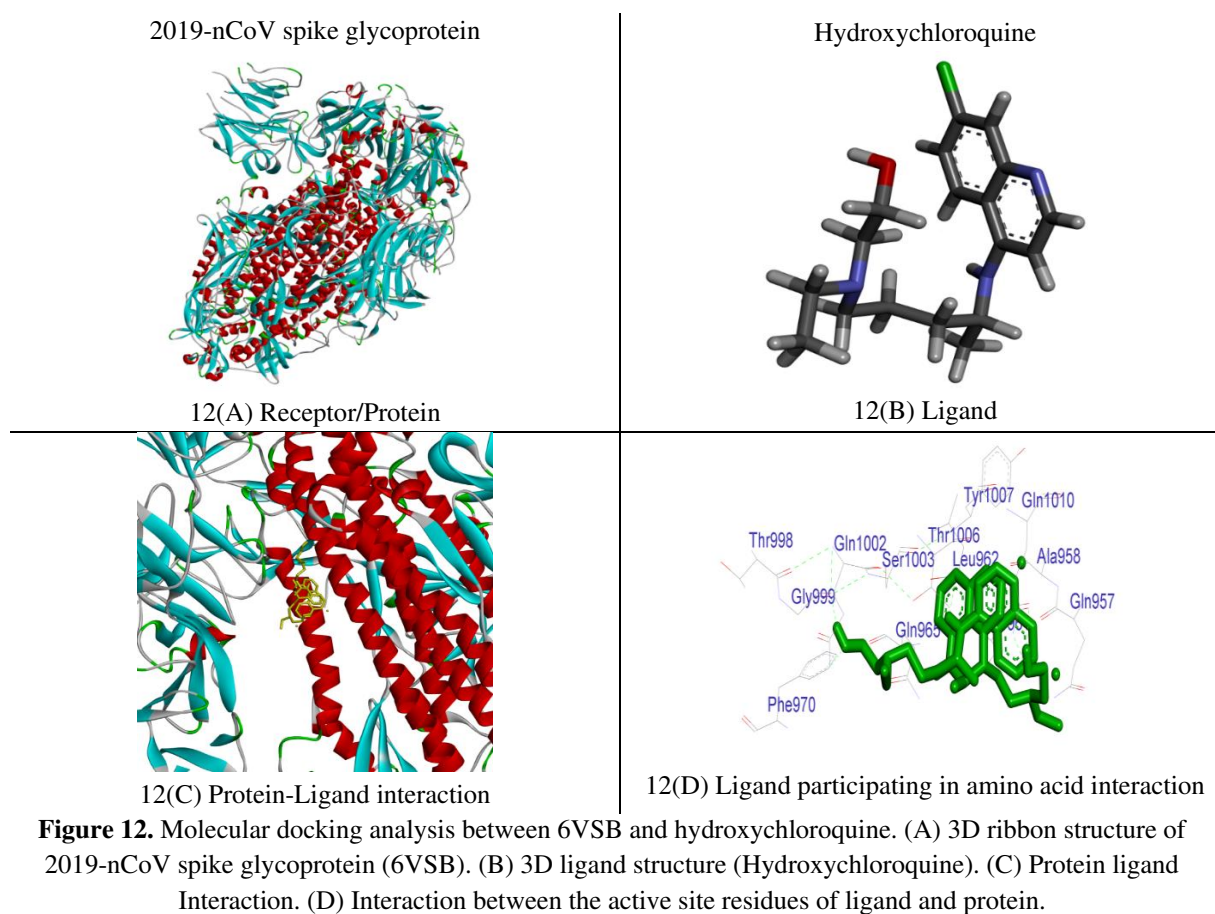 2019-nCoV spike glycoprotein
Hydroxychloroquine
12(A) Receptor/Protein
12(B) Ligand
Tyr1007
Gln1010
Thr998
Gln1002
Thr1006
Ser1003
Leu962
Ala958
Gly999
Gln957
Gln965
Phe970
12(C) Protein-Ligand interaction
12(D) Ligand participating in amino acid interaction
Figure 12. Molecular docking analysis between 6VSB and hydroxychloroquine. (A) 3D ribbon structure of
2019-nCoV spike glycoprotein (6VSB). (B) 3D ligand structure (Hydroxychloroquine). (C) Protein ligand
Interaction. (D) Interaction between the active site residues of ligand and protein.